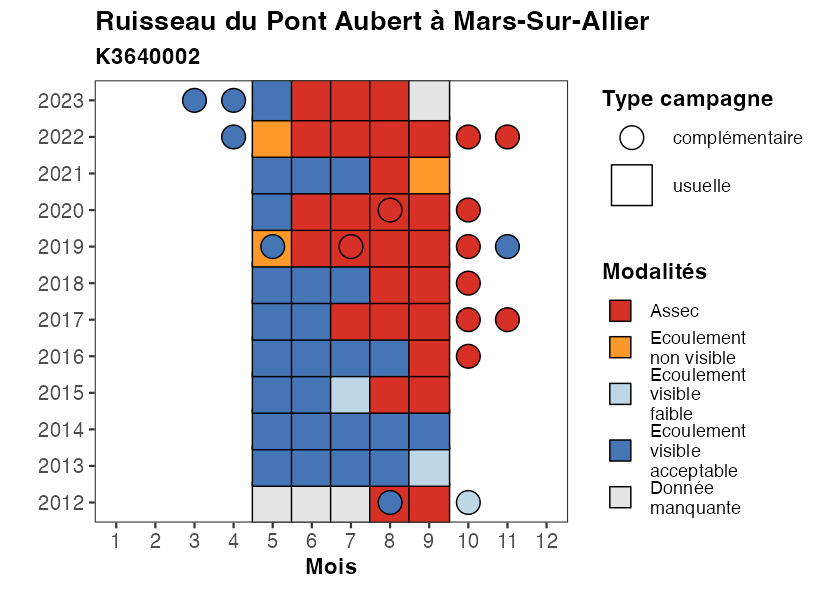 Ruisseau du Pont Aubert à Mars-Sur-Allier
K3640002
2023
2022
2021
2020
2019
2018
2017
2016
2015
2014
2013
2012
1 2 3 4 5 6 7 8 9 10 11 12
Mois
Type campagne
complémentaire
usuelle
Modalités
Assec
Ecoulement
non visible
Ecoulement
visible
faible
Ecoulement
visible
acceptable
Donnée
manquante